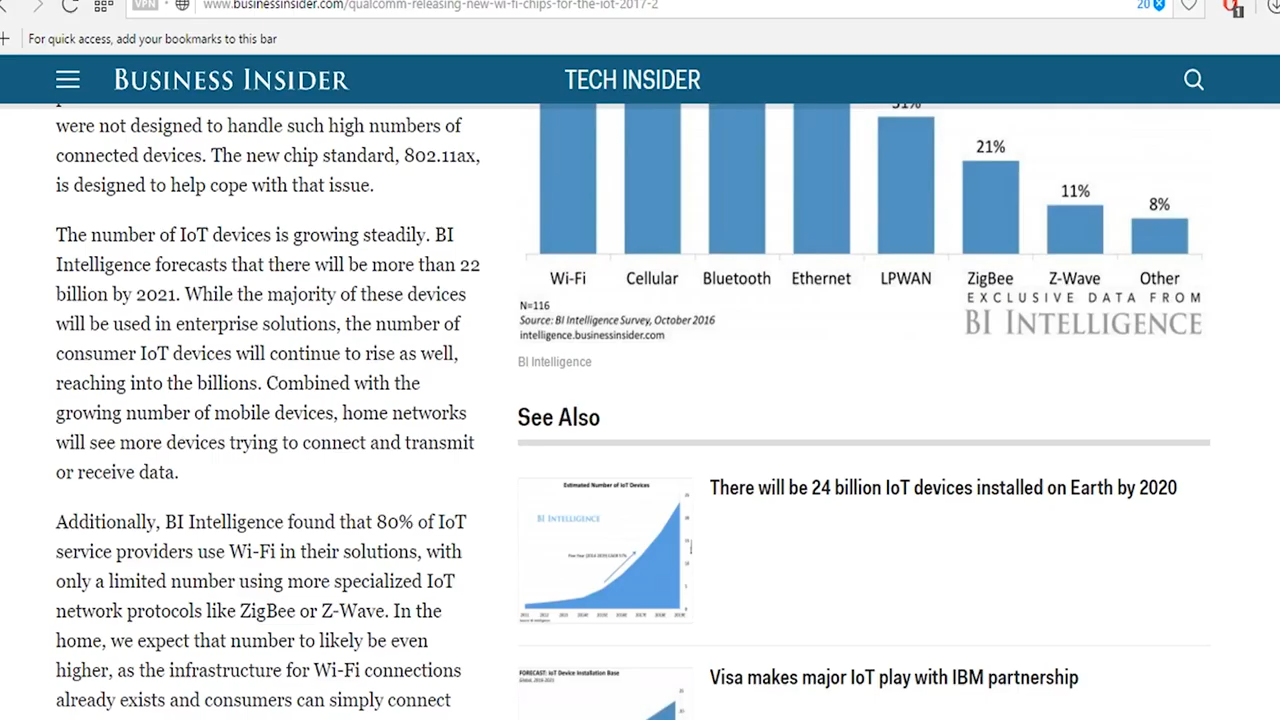 VPN
www.businessinsider.com/qualcomm-releasing-new-wi-fi-chips-for-the-iot-2017-2
20
1
For quick access, add your bookmarks to this bar
BUSINESS INSIDER
TECH INSIDER
were not designed to handle such high numbers of
connected devices. The new chip standard, 802.11ax,
is designed to help cope with that issue.
The number of IoT devices is growing steadily. BI
Intelligence forecasts that there will be more than 22
billion by 2021. While the majority of these devices
will be used in enterprise solutions, the number of
consumer IoT devices will continue to rise as well,
reaching into the billions. Combined with the
growing number of mobile devices, home networks
will see more devices trying to connect and transmit
or receive data.
Additionally, BI Intelligence found that 80% of IoT
service providers use Wi-Fi in their solutions, with
only a limited number using more specialized IoT
network protocols like ZigBee or Z-Wave. In the
home, we expect that number to likely be even
higher, as the infrastructure for Wi-Fi connections
already exists and consumers can simply connect
31%
21%
11%
8%
Wi-Fi Cellular Bluetooth Ethernet LPWAN ZigBee Z-Wave Other
N=116
Source: BI Intelligence Survey, October 2016
intelligence.businessinsider.com
EXCLUSIVE DATA FROM
BI INTELLIGENCE
BI Intelligence
See Also
Estimated Number of IoT Devices
BI INTELLIGENCE
There will be 24 billion IoT devices installed on Earth by 2020
FORECAST: IoT Device Installation Base
Visa makes major IoT play with IBM partnership